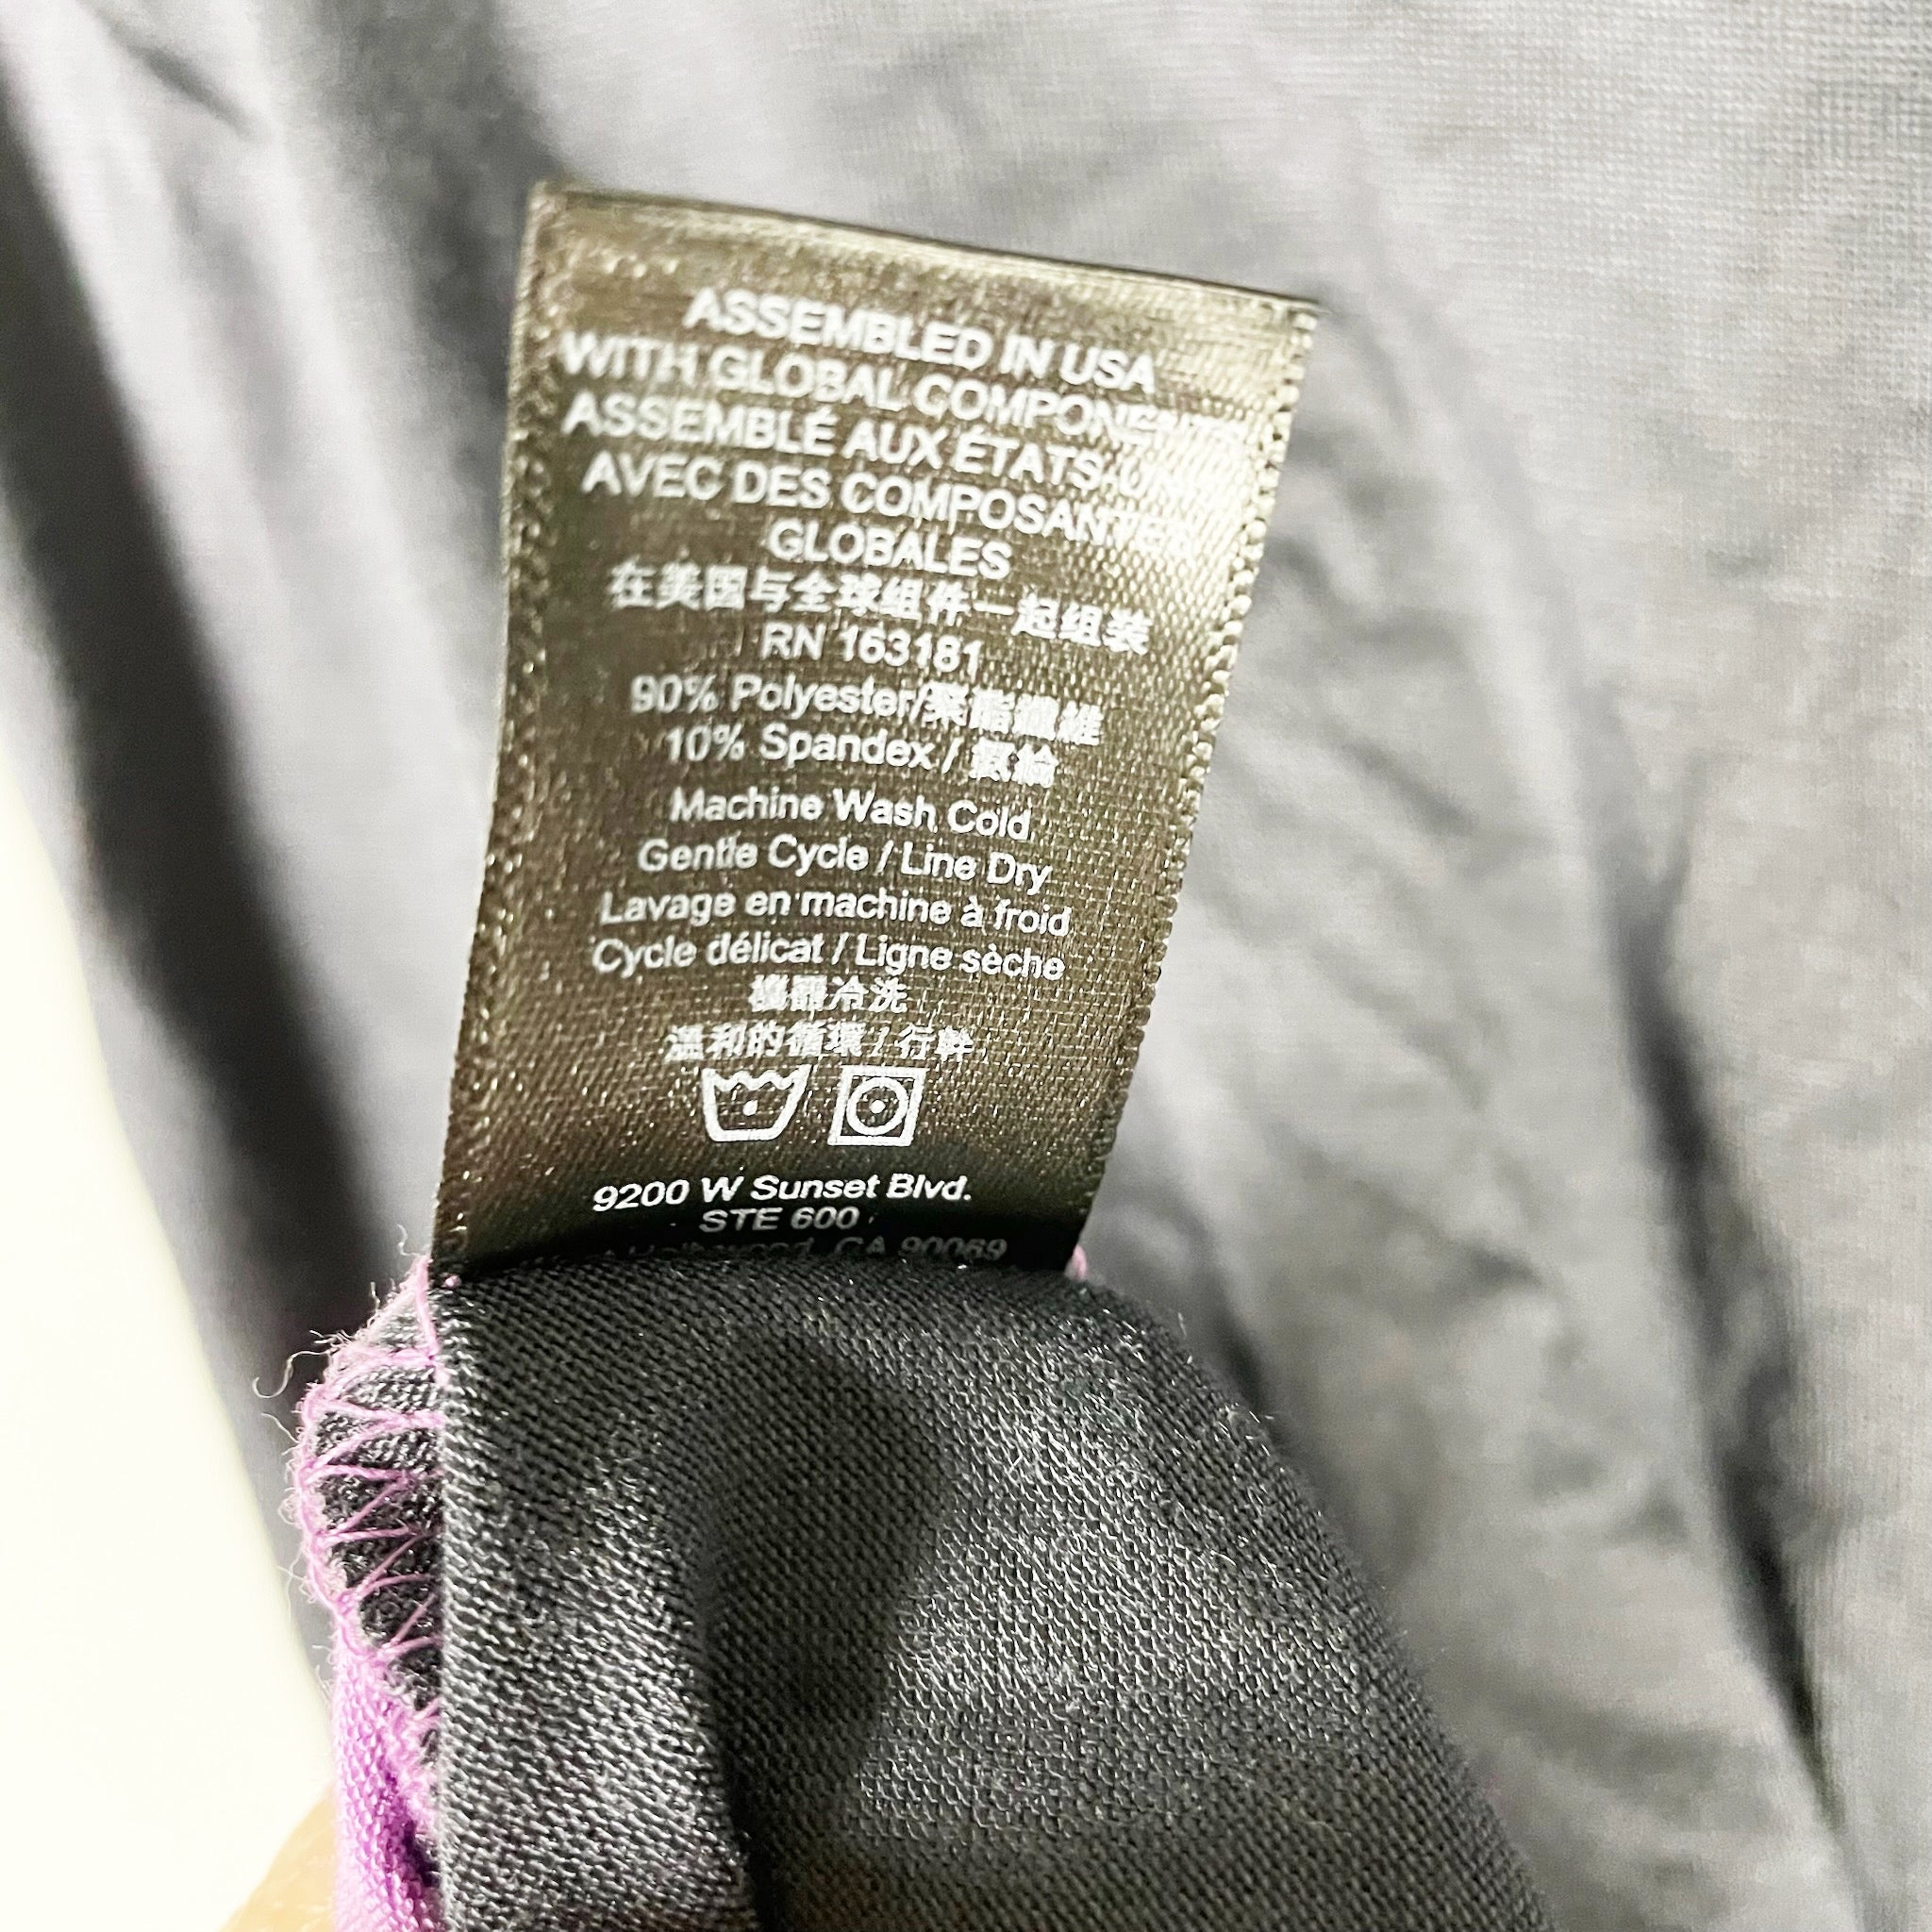 ASSEMBLED IN USA
WITH GLOBAL COMPONENTS
ASSEMBLÉ AUX ÉTATS-UNIS
AVEC DES COMPOSANTES
GLOBALES
在美国与全球组件一起组装
RN 163181
90% Polyester/聚酯纖維
10% Spandex / 氨綸
Machine Wash Cold
Gentle Cycle / Line Dry
Lavage en machine à froid
Cycle délicat / Ligne sèche
機器冷洗
溫和的循環 / 行幹
9200 W Sunset Blvd.
STE 600
CA 90069